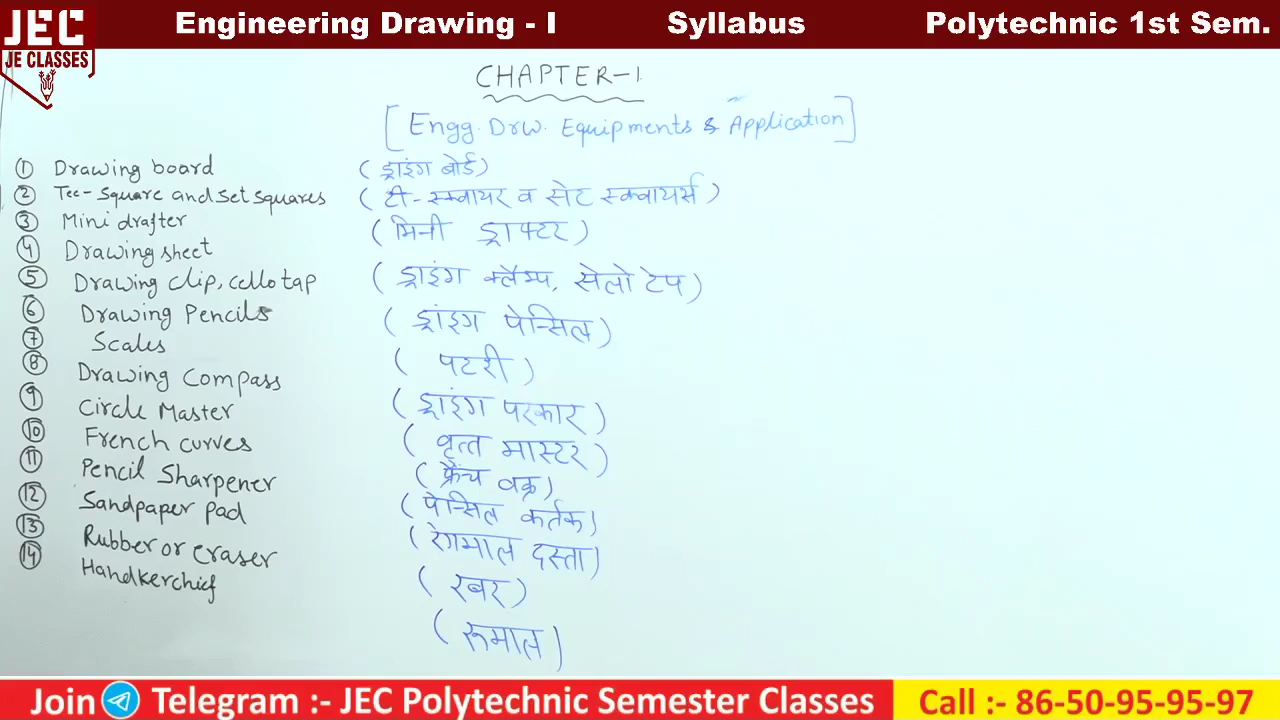 JEC
JE CLASSES
Engineering Drawing - I Syllabus Polytechnic 1st Sem.
CHAPTER-1
[Engg. Drw. Equipments & Application]
① Drawing board (ड्राइंग बोर्ड)
② Tee-Square and Set squares (टी-स्क्वायर व सेट स्क्वायर्स)
③ Mini drafter (मिनी ड्राफ्टर)
④ Drawing sheet
⑤ Drawing clip, cello tap (ड्राइंग क्लैम्प, सेलो टेप)
⑥ Drawing Pencils (ड्राइंग पेन्सिल)
⑦ Scales (पटरी)
⑧ Drawing Compass (ड्राइंग परकार)
⑨ Circle Master (वृत्त मास्टर)
⑩ French curves (फ्रैंच वक्र)
⑪ Pencil Sharpener (पेन्सिल कर्तक)
⑫ Sandpaper pad (रेगमाल दस्ता)
⑬ Rubber or eraser (रबर)
⑭ Handkerchief (रूमाल)
Join Telegram :- JEC Polytechnic Semester Classes Call :- 86-50-95-95-97